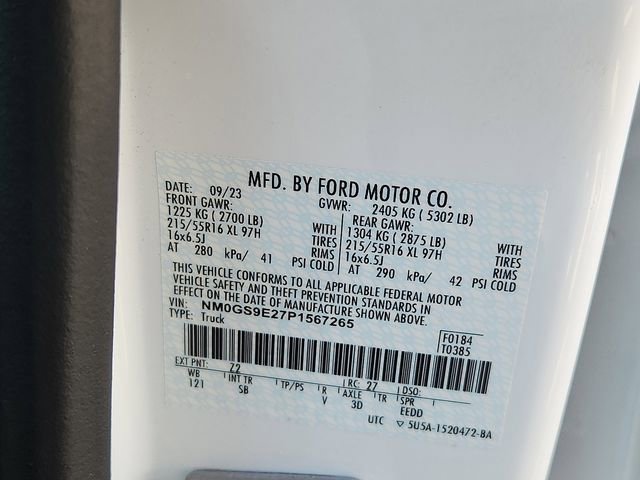 MFD. BY FORD MOTOR CO.
DATE: 09/23 GVWR: 2405 KG ( 5302 LB)
FRONT GAWR: REAR GAWR:
1225 KG ( 2700 LB) WITH 1304 KG ( 2875 LB) WITH
215/55R16 XL 97H TIRES 215/55R16 XL 97H TIRES
16x6.5J RIMS 16x6.5J RIMS
AT 280 kPa/ 41 PSI COLD AT 290 kPa/ 42 PSI COLD
THIS VEHICLE CONFORMS TO ALL APPLICABLE FEDERAL MOTOR
VEHICLE SAFETY AND THEFT PREVENTION STANDARDS IN
EFFECT ON THE DATE OF MANUFACTURE SHOWN ABOVE.
VIN: NM0GS9E27P1567265
TYPE: Truck
F0184
T0385
EXT PNT: Z2 RC: 27 DSO:
WB INT TR TP/PS R AXLE TR SPR
121 SB V 3D EEDD
UTC ▽ 5U5A-1520472-BA